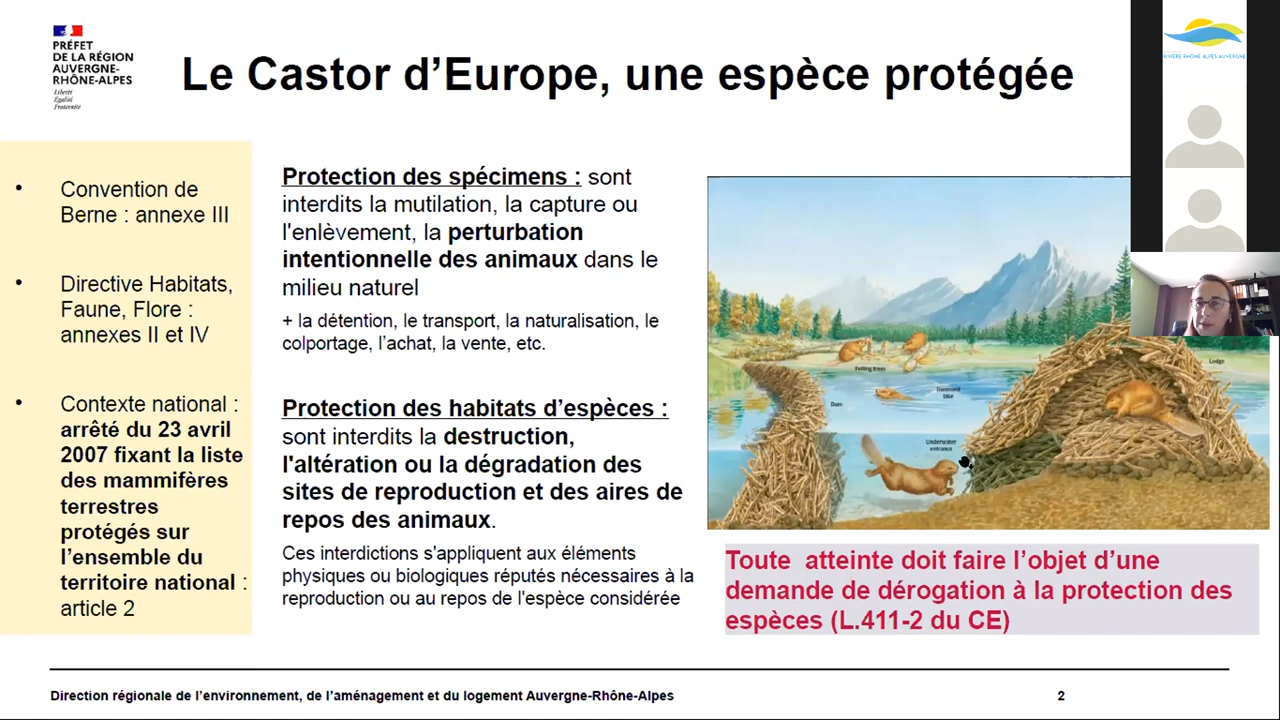 PRÉFET
DE LA RÉGION
AUVERGNE-
RHÔNE-ALPES
Liberté
Égalité
Fraternité
Le Castor d’Europe, une espèce protégée
RIVIÈRE RHÔNE ALPES AUVERGNE
• Convention de
Berne : annexe III
• Directive Habitats,
Faune, Flore :
annexes II et IV
• Contexte national :
arrêté du 23 avril
2007 fixant la liste
des mammifères
terrestres
protégés sur
l’ensemble du
territoire national :
article 2
Protection des spécimens : sont
interdits la mutilation, la capture ou
l'enlèvement, la perturbation
intentionnelle des animaux dans le
milieu naturel
+ la détention, le transport, la naturalisation, le
colportage, l’achat, la vente, etc.
Protection des habitats d’espèces :
sont interdits la destruction,
l'altération ou la dégradation des
sites de reproduction et des aires de
repos des animaux.
Ces interdictions s'appliquent aux éléments
physiques ou biologiques réputés nécessaires à la
reproduction ou au repos de l'espèce considérée
Lodge
Felling trees
Dammed
lake
Dam
Underwater
entrance
Toute atteinte doit faire l’objet d’une
demande de dérogation à la protection des
espèces (L.411-2 du CE)
Direction régionale de l’environnement, de l’aménagement et du logement Auvergne-Rhône-Alpes
2